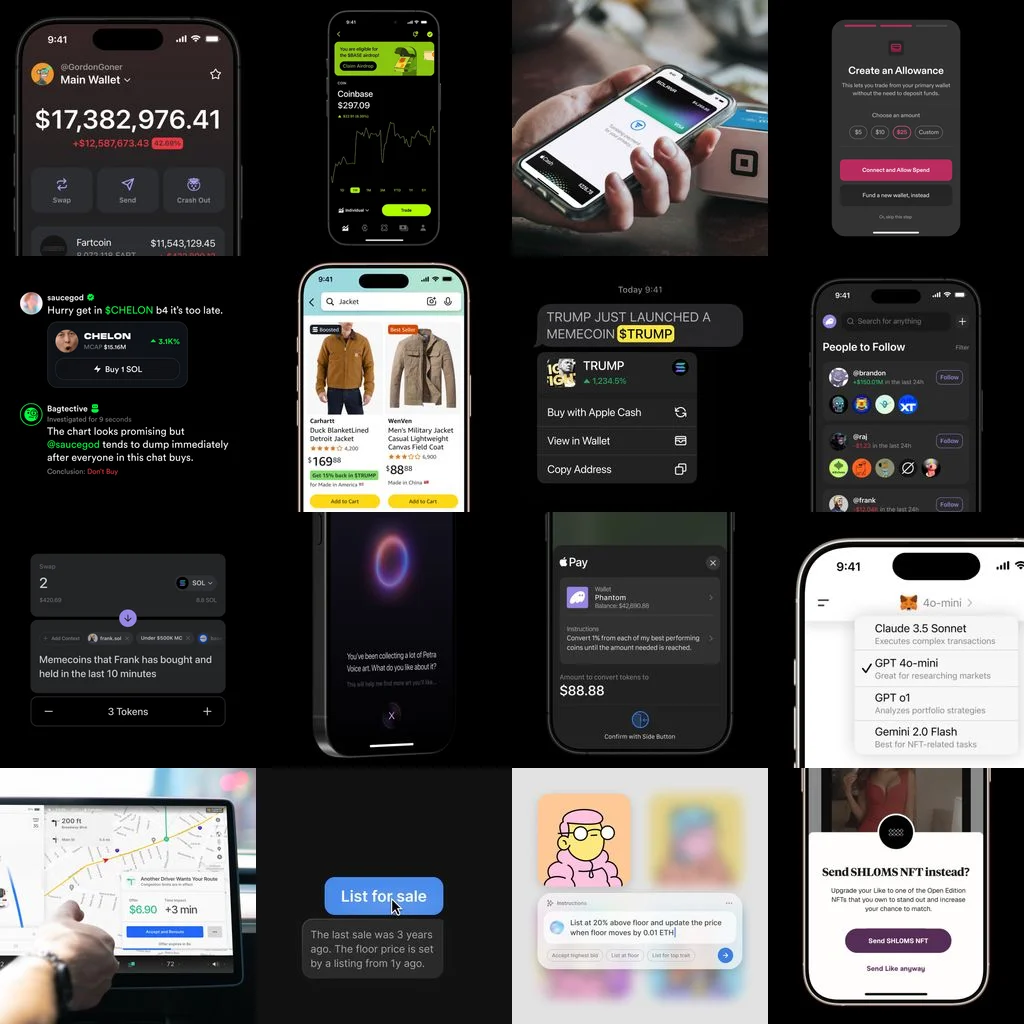 9:41
@GordonGoner
Main Wallet
$17,382,976.41
+$12,587,673.43 42.69%
Swap
Send
Crash Out
Fartcoin
$11,543,129.45
9:41
You are eligible for
the $BASE airdrop!
Claim Airdrop
COIN
Coinbase
$297.09
Individual
Trade
VISA
Cash
Create an Allowance
This lets you trade from your primary wallet
without the need to deposit funds.
Choose an amount
$5
$10
$25
Custom
Connect and Allow Spend
Fund a new wallet, instead
Or, skip this step
saucegod
Hurry get in $CHELON b4 it's too late.
CHELON
MCAP $15.16M
3.1K%
Buy 1 SOL
Bagtective
Investigated for 9 seconds
The chart looks promising but
@saucegod tends to dump immediately
after everyone in this chat buys.
Conclusion: Don't Buy
9:41
Jacket
Boosted
Best Seller
Carhartt
Duck BlanketLined
Detroit Jacket
4,200
$169.88
Get 15% back in $TRUMP
for Made in America
Add to Cart
WenVen
Men's Military Jacket
Casual Lightweight
Canvas Field Coat
6,900
$88.88
Made in China
Add to Cart
Today 9:41
TRUMP JUST LAUNCHED A
MEMECOIN $TRUMP
TRUMP
1,234.5%
Buy with Apple Cash
View in Wallet
Copy Address
9:41
Search for anything
People to Follow
Filter
@brandon
+$150.01M in the last 24h
Follow
XT
@raj
-$1.23 in the last 24h
Follow
@frank
-$12.04K in the last 24h
Follow
Swap
2
SOL
$420.69
6.9 SOL
Add Context
frank.sol
Under $500K MC
Memecoins that Frank has bought and
held in the last 10 minutes
3 Tokens
You've been collecting a lot of Petra
Voice art. What do you like about it?
This will help me find more art you'll like...
X
Pay
Wallet
Phantom
Balance: $42,690.88
Instructions
Convert 1% from each of my best performing
coins until the amount needed is reached.
Amount to convert tokens to
$88.88
Confirm with Side Button
9:41
4o-mini
Claude 3.5 Sonnet
Executes complex transactions
GPT 4o-mini
Great for researching markets
GPT o1
Analyzes portfolio strategies
Gemini 2.0 Flash
Best for NFT-related tasks
200 ft
Another Driver Wants Your Route
Congestion limits are in effect
Offer
$6.90
Time Impact
+3 min
Accept and Reroute
Offer expires in 8s
72
List for sale
The last sale was 3 years
ago. The floor price is set
by a listing from 1y ago.
Instructions
List at 20% above floor and update the price
when floor moves by 0.01 ETH
Accept highest bid
List at floor
List for top trait
Send SHLOMS NFT instead?
Upgrade your Like to one of the Open Edition
NFTs that you own to stand out and increase
your chance to match.
Send SHLOMS NFT
Send Like anyway